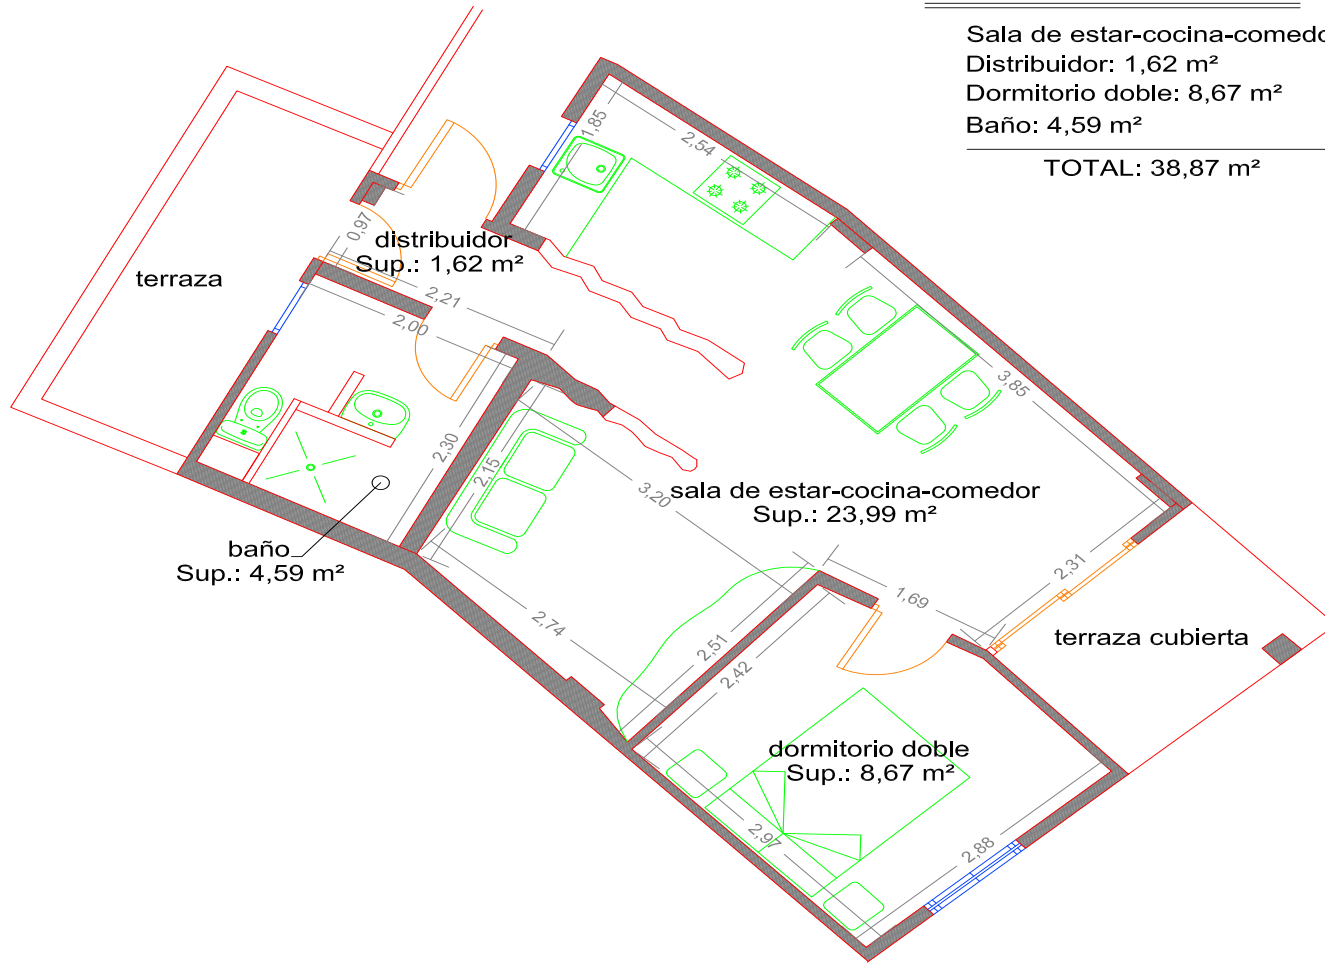 Sala de estar-cocina-comedo
Distribuidor: 1,62 m²
Dormitorio doble: 8,67 m²
Baño: 4,59 m²
TOTAL: 38,87 m²
1,85
2,54
0,97
distribuidor
Sup.: 1,62 m²
terraza
2,21
2,00
3,85
2,30
2,15
3,20
sala de estar-cocina-comedor
Sup.: 23,99 m²
baño
Sup.: 4,59 m²
2,31
1,69
2,74
2,51
2,42
terraza cubierta
dormitorio doble
Sup.: 8,67 m²
2,97
2,88